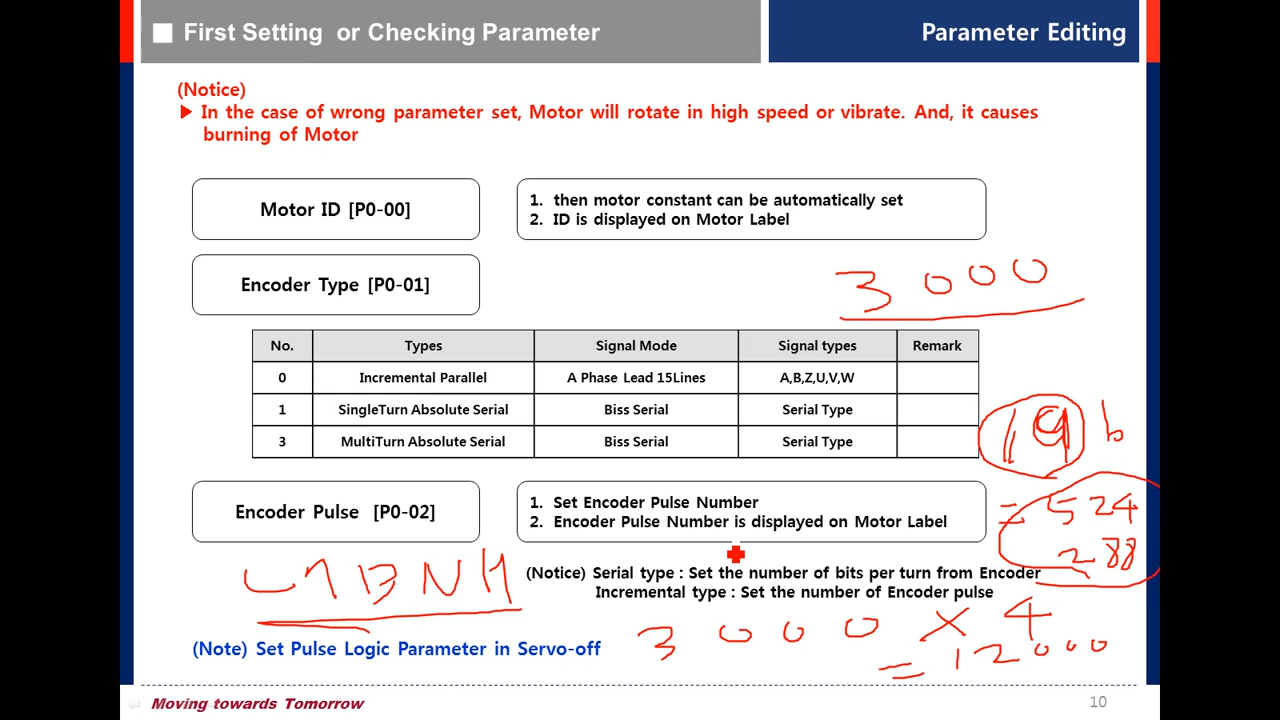 First Setting or Checking Parameter
Parameter Editing
(Notice)
In the case of wrong parameter set, Motor will rotate in high speed or vibrate. And, it causes
burning of Motor
Motor ID [P0-00]
1. then motor constant can be automatically set
2. ID is displayed on Motor Label
Encoder Type [P0-01]
3000
No. Types Signal Mode Signal types Remark
0 Incremental Parallel A Phase Lead 15Lines A,B,Z,U,V,W
1 SingleTurn Absolute Serial Biss Serial Serial Type
3 MultiTurn Absolute Serial Biss Serial Serial Type
19 b
= 524
288
Encoder Pulse [P0-02]
1. Set Encoder Pulse Number
2. Encoder Pulse Number is displayed on Motor Label
(Notice) Serial type : Set the number of bits per turn from Encoder
Incremental type : Set the number of Encoder pulse
3000 x 4
= 12000
(Note) Set Pulse Logic Parameter in Servo-off
Moving towards Tomorrow
10